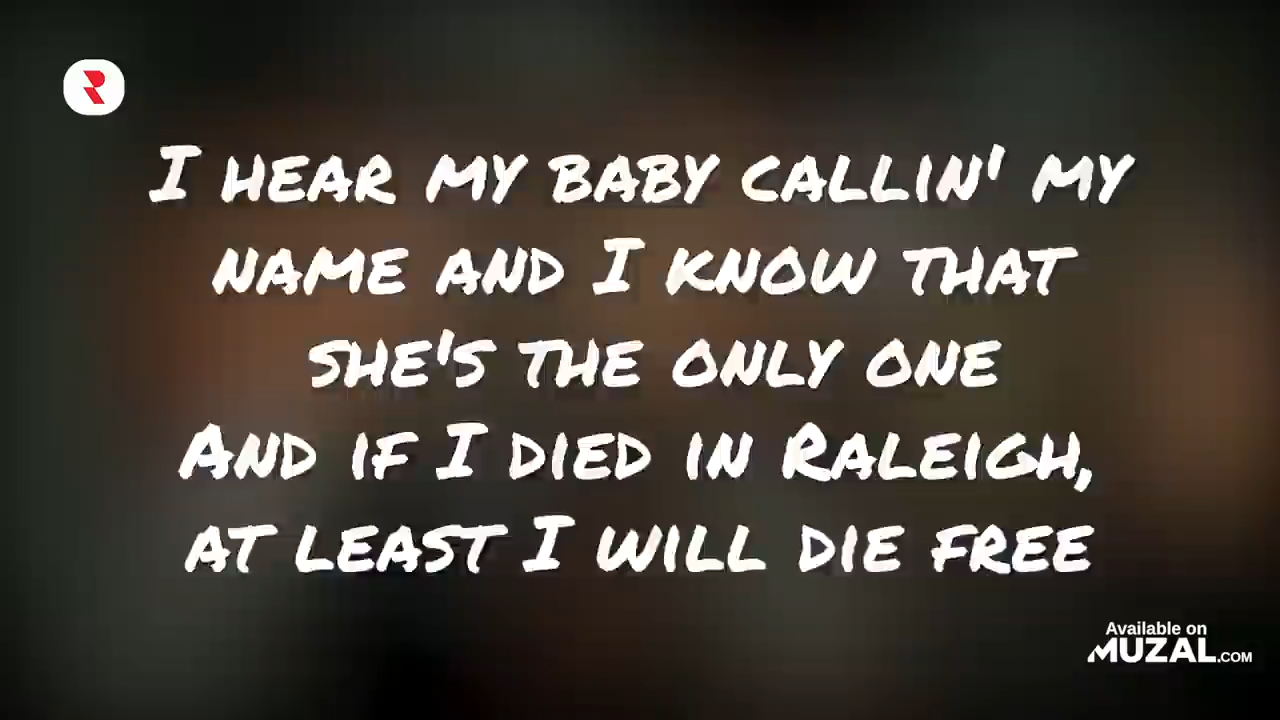 I HEAR MY BABY CALLIN' MY
NAME AND I KNOW THAT
SHE'S THE ONLY ONE
AND IF I DIED IN RALEIGH,
AT LEAST I WILL DIE FREE
Available on
MUZAL.COM